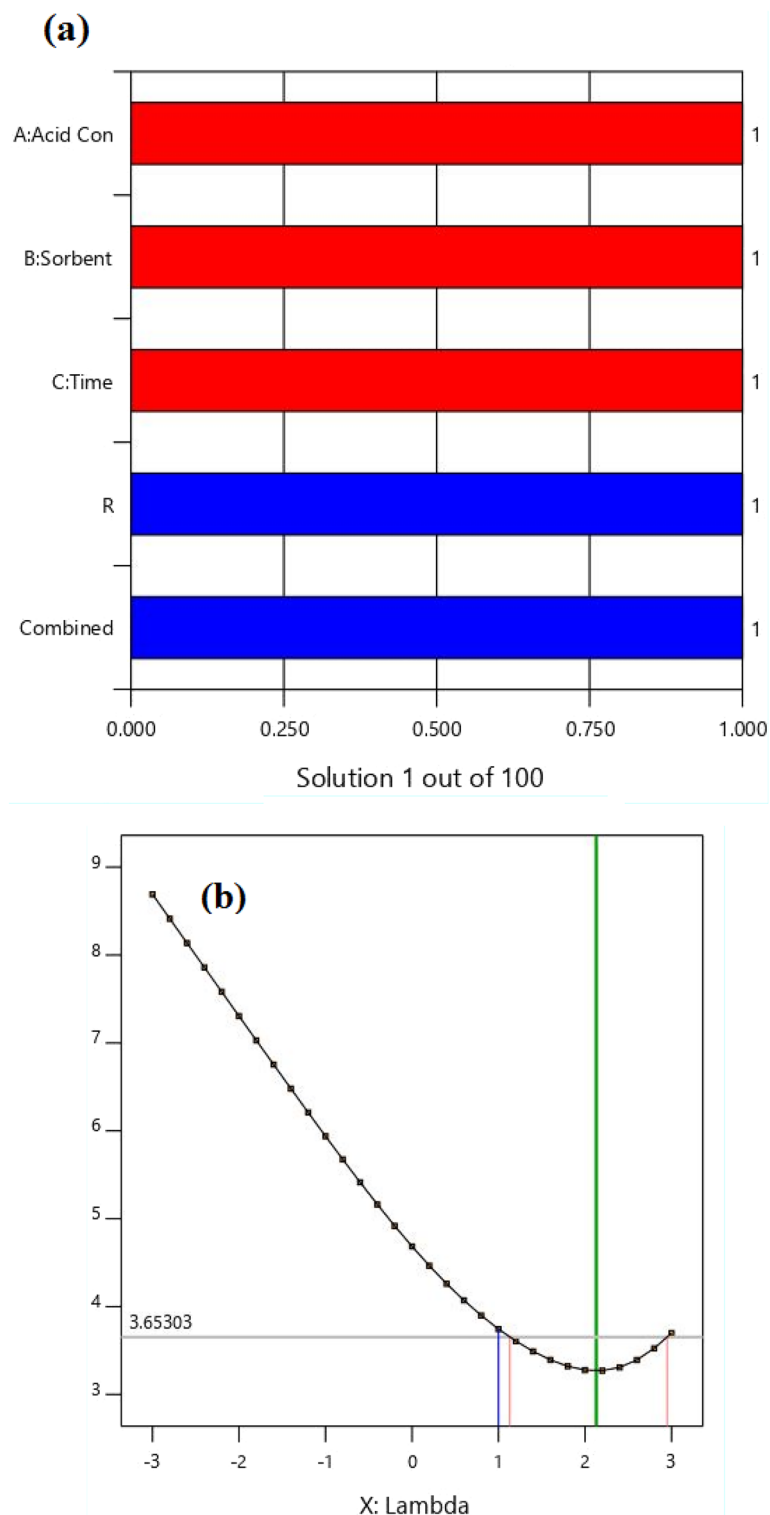 (a)
A:Acid Con
1
B:Sorbent
1
C:Time
1
R
1
Combined
1
0.000 0.250 0.500 0.750 1.000
Solution 1 out of 100
(b)
9
8
7
6
5
4
3.65303
3
-3 -2 -1 0 1 2 3
X: Lambda